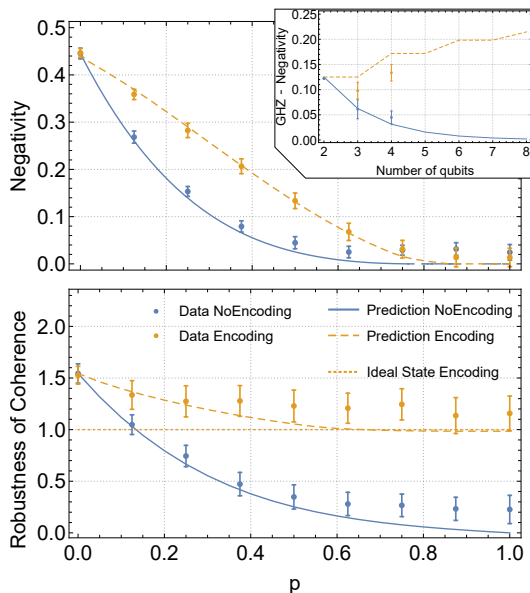 0.5
0.4
0.3
0.2
0.1
0.0
Negativity
0.25
0.20
0.15
0.10
0.05
0.00
GHZ - Negativity
2 3 4 5 6 7 8
Number of qubits
Data NoEncoding
Data Encoding
Prediction NoEncoding
Prediction Encoding
Ideal State Encoding
2.0
1.5
1.0
0.5
0.0
Robustness of Coherence
0.0 0.2 0.4 0.6 0.8 1.0
p